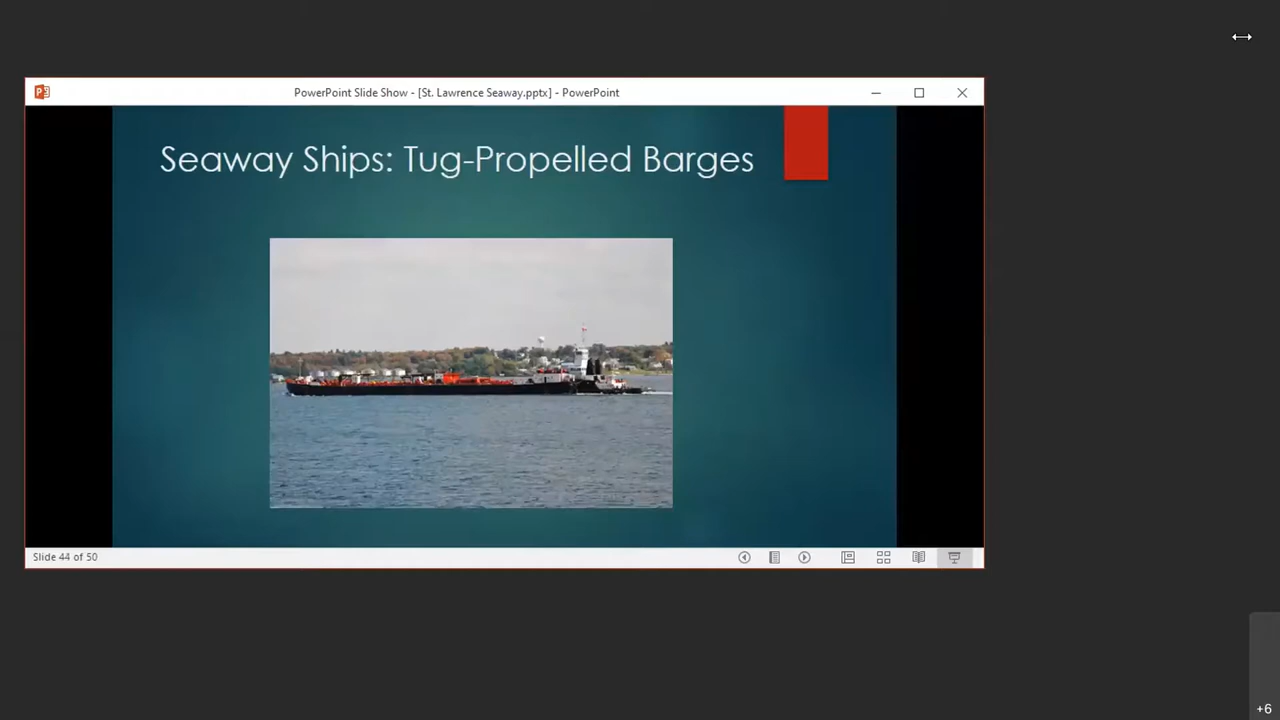 PowerPoint Slide Show - [St. Lawrence Seaway.pptx] - PowerPoint
Seaway Ships: Tug-Propelled Barges
Slide 44 of 50
+6